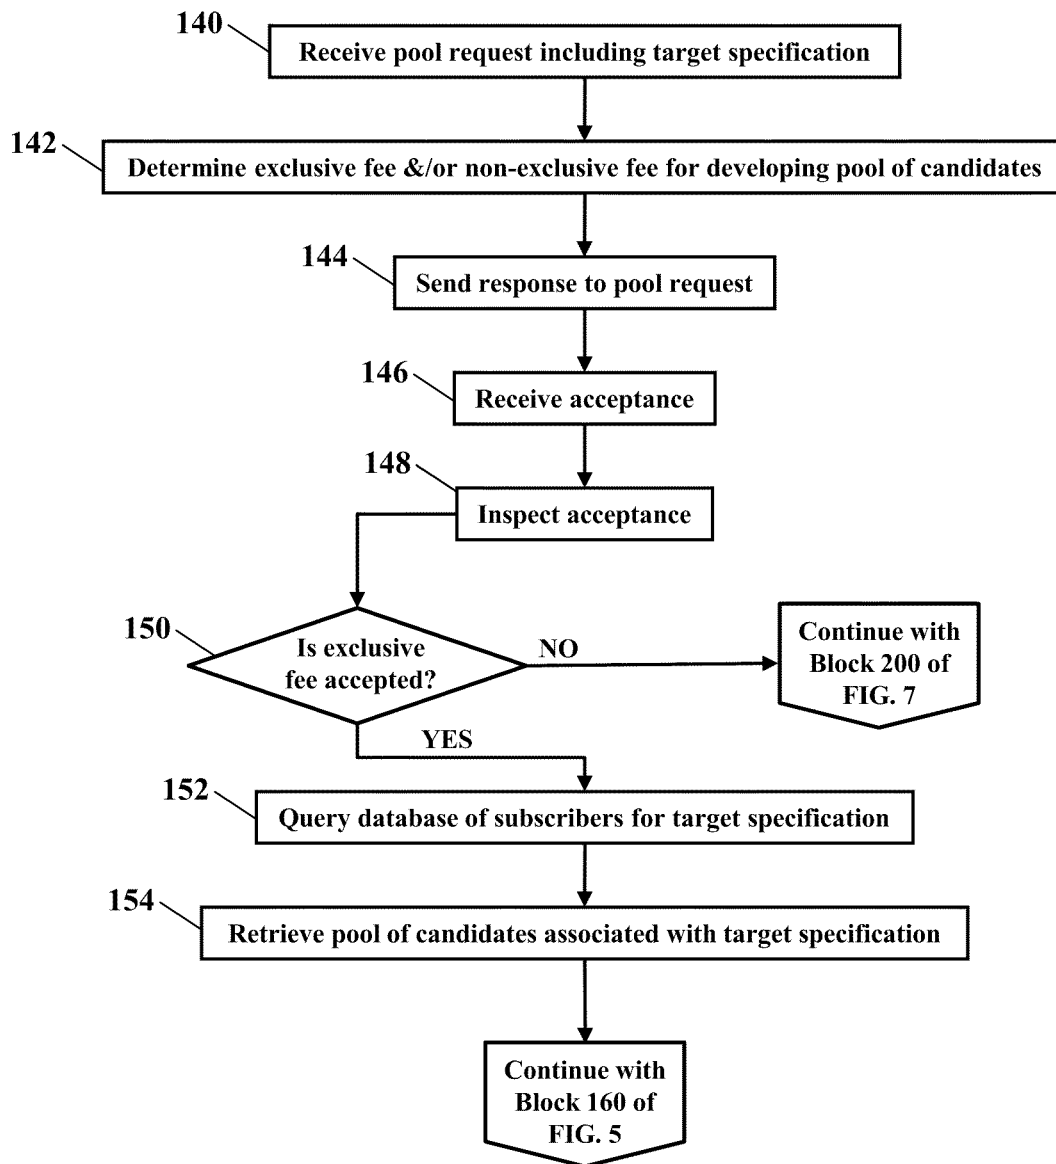 140
Receive pool request including target specification
142
Determine exclusive fee &/or non-exclusive fee for developing pool of candidates
144
Send response to pool request
146
Receive acceptance
148
Inspect acceptance
150
Is exclusive
fee accepted?
NO
Continue with
Block 200 of
FIG. 7
YES
152
Query database of subscribers for target specification
154
Retrieve pool of candidates associated with target specification
Continue with
Block 160 of
FIG. 5